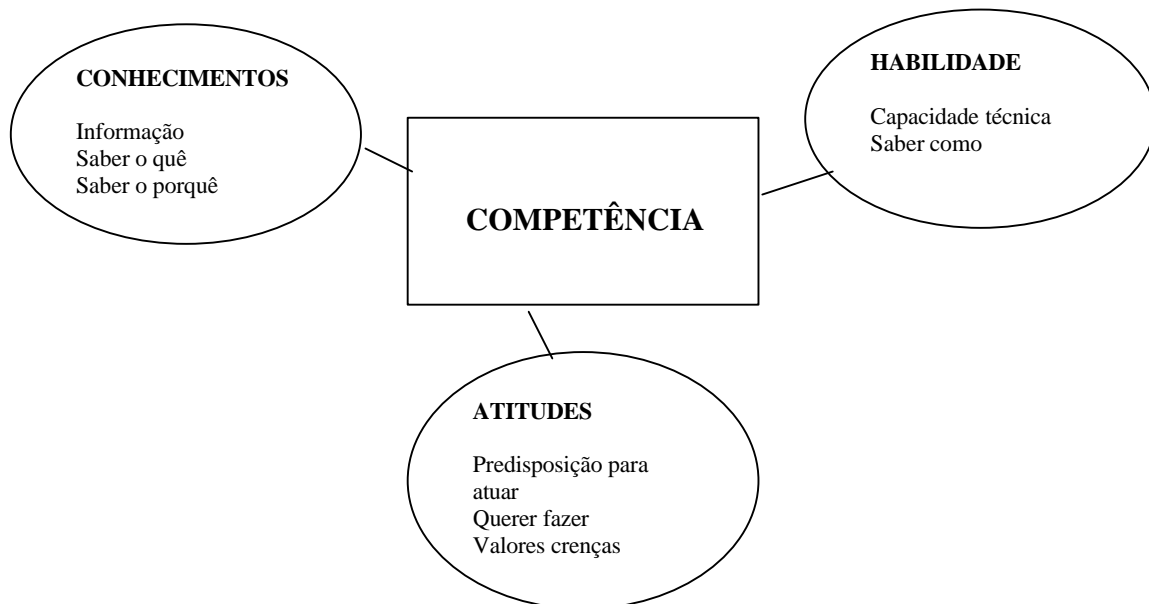 CONHECIMENTOS
Informação
Saber o quê
Saber o porquê
HABILIDADE
Capacidade técnica
Saber como
COMPETÊNCIA
ATITUDES
Predisposição para
atuar
Querer fazer
Valores crenças